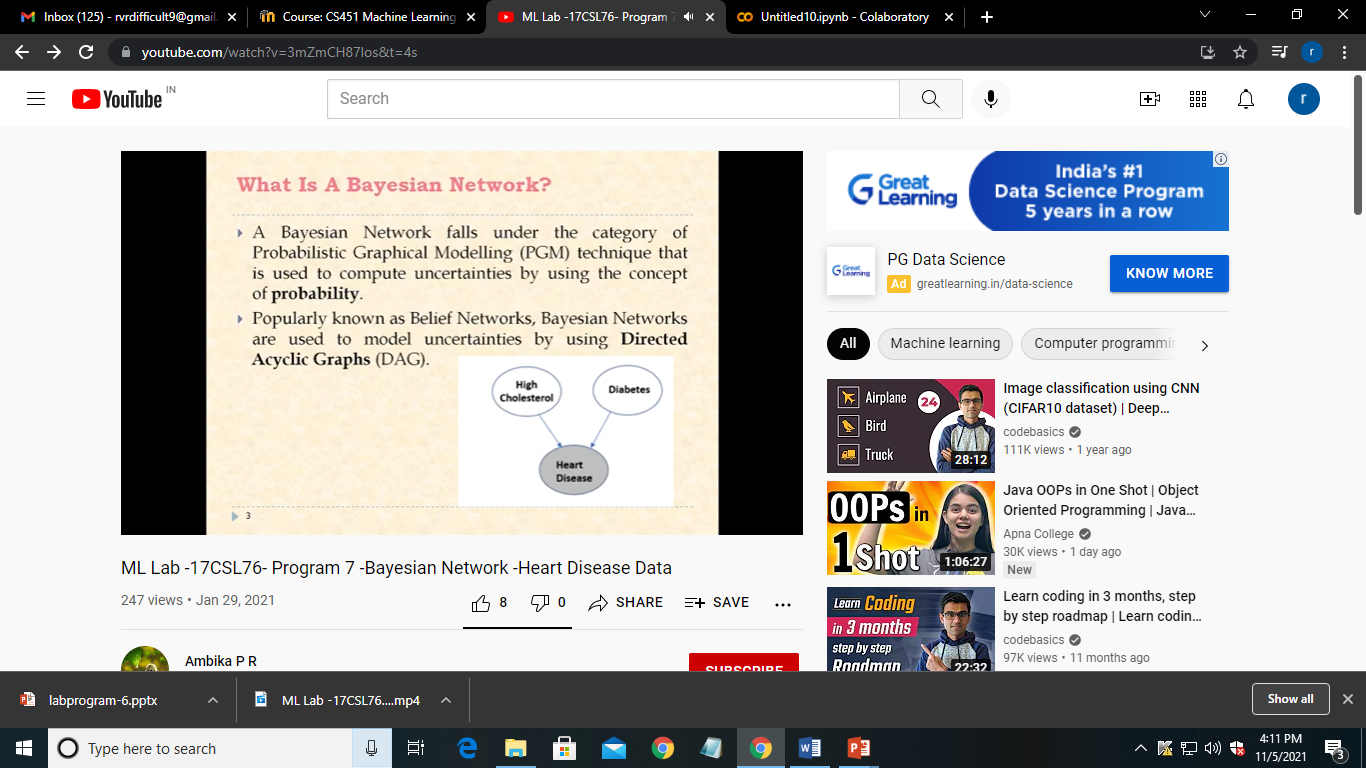 Inbox (125) - rvrdifficult9@gmail.
Course: CS451 Machine Learning
ML Lab -17CSL76- Program 7
Untitled10.ipynb - Colaboratory
youtube.com/watch?v=3mZmCH87Ios&t=4s
r
YouTube IN
Search
r
What Is A Bayesian Network?
A Bayesian Network falls under the category of
Probabilistic Graphical Modelling (PGM) technique that
is used to compute uncertainties by using the concept
of probability.
Popularly known as Belief Networks, Bayesian Networks
are used to model uncertainties by using Directed
Acyclic Graphs (DAG).
High
Cholesterol
Diabetes
Heart
Disease
3
ML Lab -17CSL76- Program 7 -Bayesian Network -Heart Disease Data
247 views • Jan 29, 2021
8
0
SHARE
SAVE
Ambika P R
SUBSCRIBE
Great
Learning
India's #1
Data Science Program
5 years in a row
Great
Learning
PG Data Science
Ad greatlearning.in/data-science
KNOW MORE
All
Machine learning
Computer programmin
Airplane
Bird
Truck
24
28:12
Image classification using CNN
(CIFAR10 dataset) | Deep...
codebasics
111K views • 1 year ago
OOPs in
1 Shot
1:06:27
Java OOPs in One Shot | Object
Oriented Programming | Java...
Apna College
30K views • 1 day ago
New
Learn Coding
in 3 months
step by step
Roadmap
22:32
Learn coding in 3 months, step
by step roadmap | Learn codin...
codebasics
97K views • 11 months ago
labprogram-6.pptx
ML Lab -17CSL76....mp4
Show all
Type here to search
4:11 PM
11/5/2021
3